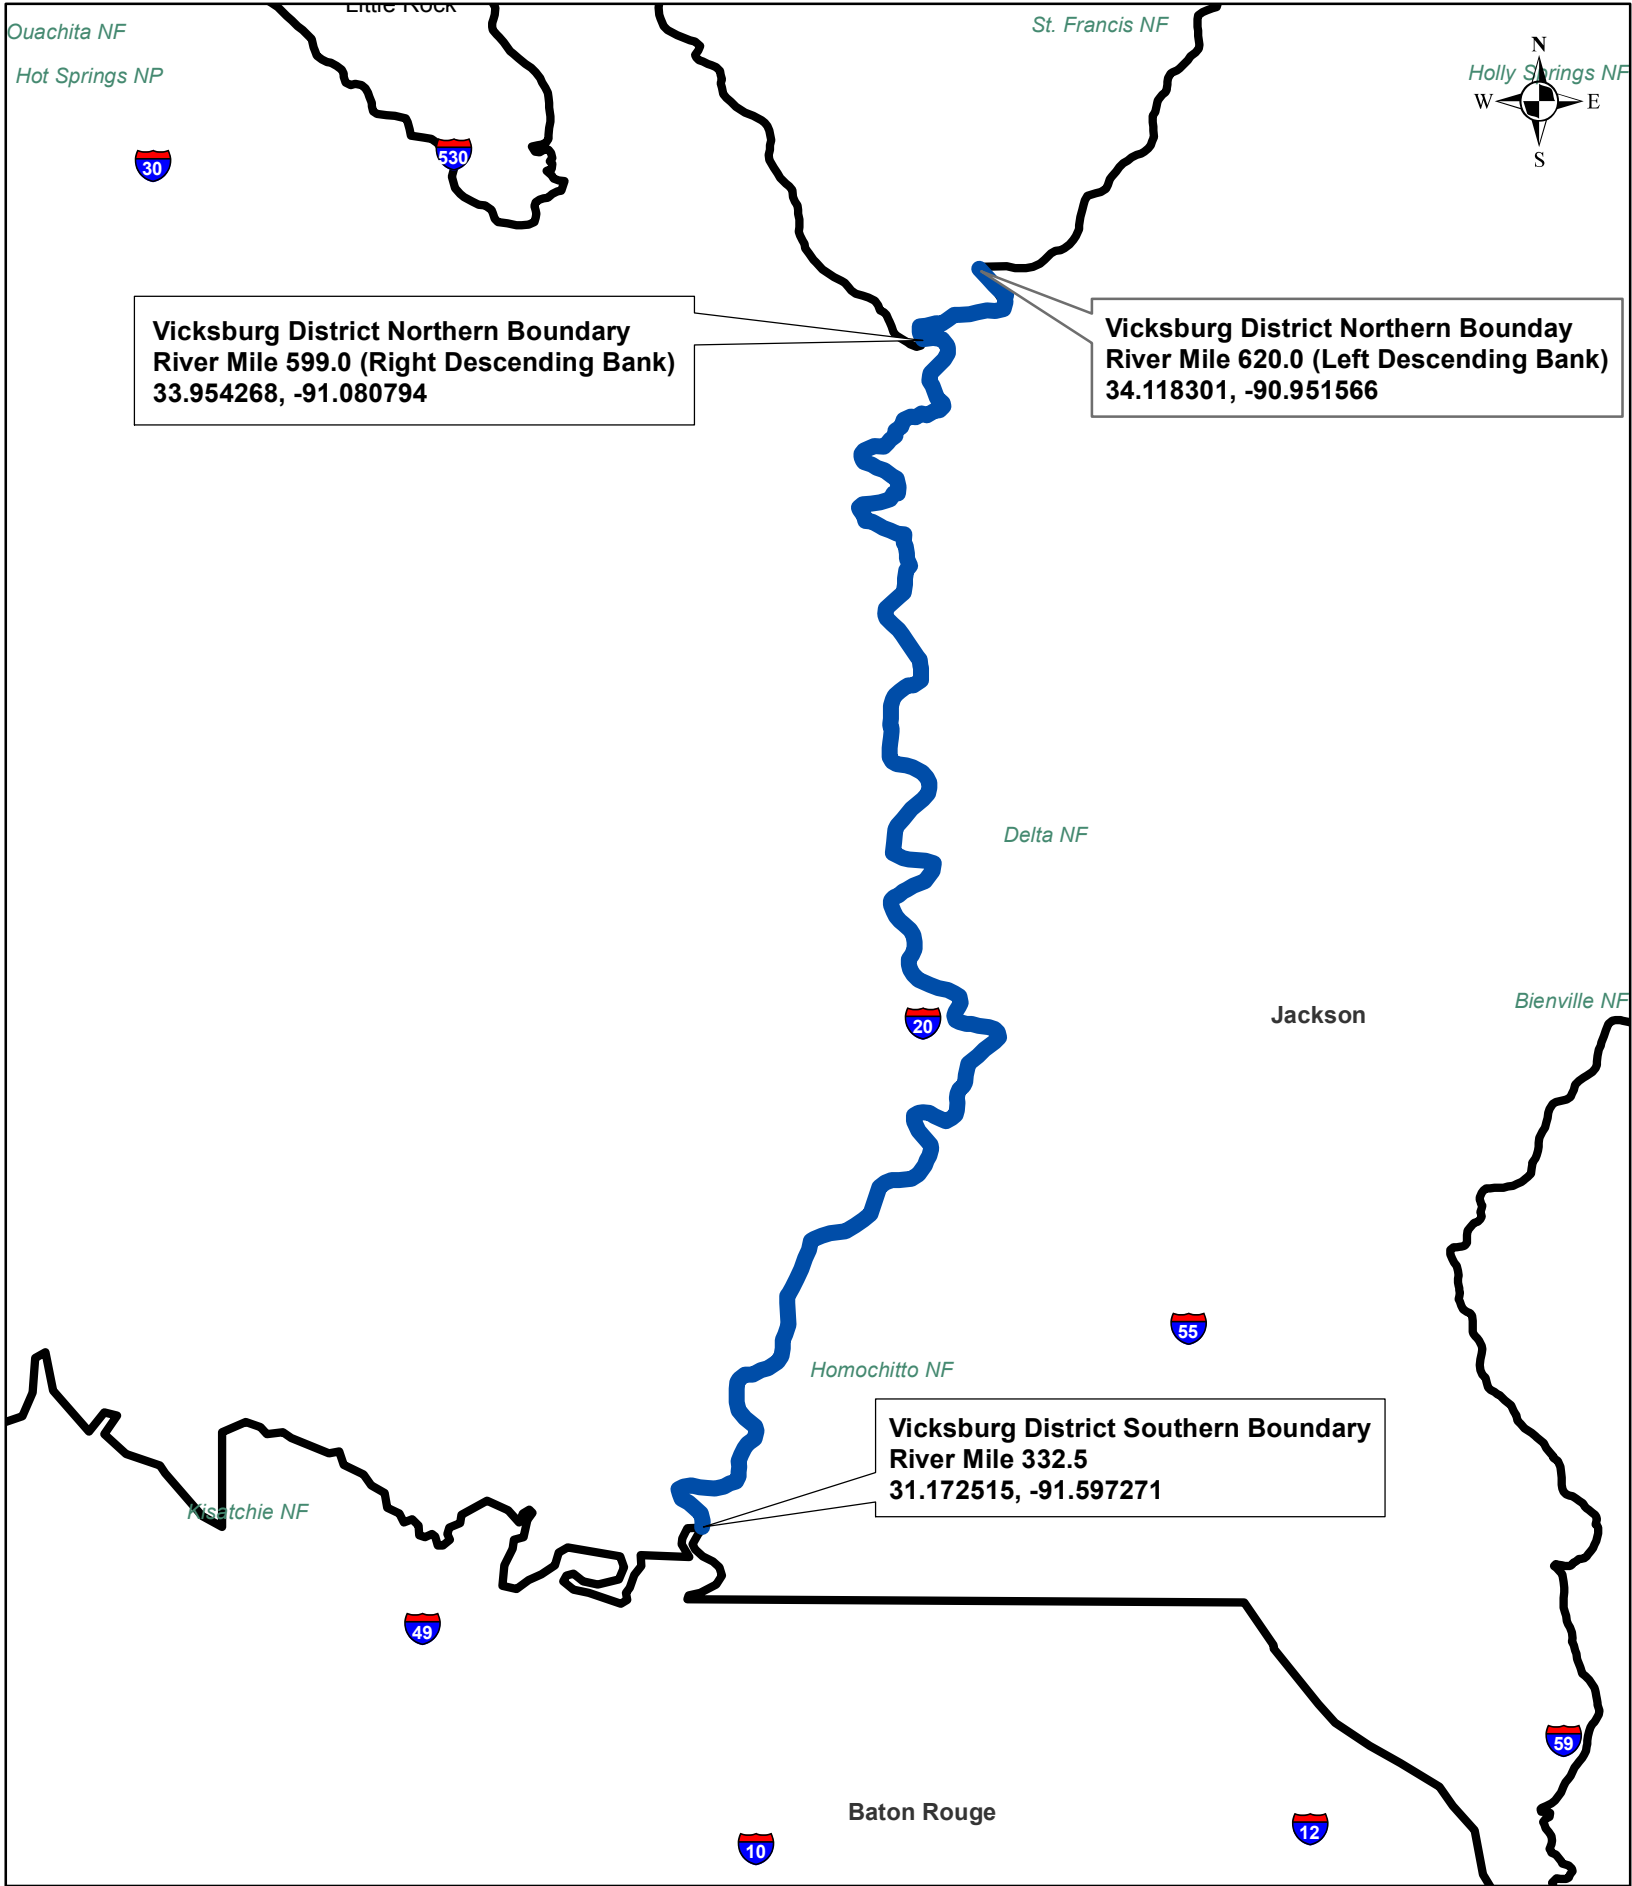 Little Rock
Ouachita NF
St. Francis NF
Hot Springs NP
Holly Springs NF
N
W
E
S
30
530
Vicksburg District Northern Boundary
River Mile 599.0 (Right Descending Bank)
33.954268, -91.080794
Vicksburg District Northern Bounday
River Mile 620.0 (Left Descending Bank)
34.118301, -90.951566
Delta NF
Bienville NF
Jackson
20
55
Homochitto NF
Vicksburg District Southern Boundary
River Mile 332.5
31.172515, -91.597271
Kisatchie NF
49
59
Baton Rouge
12
10